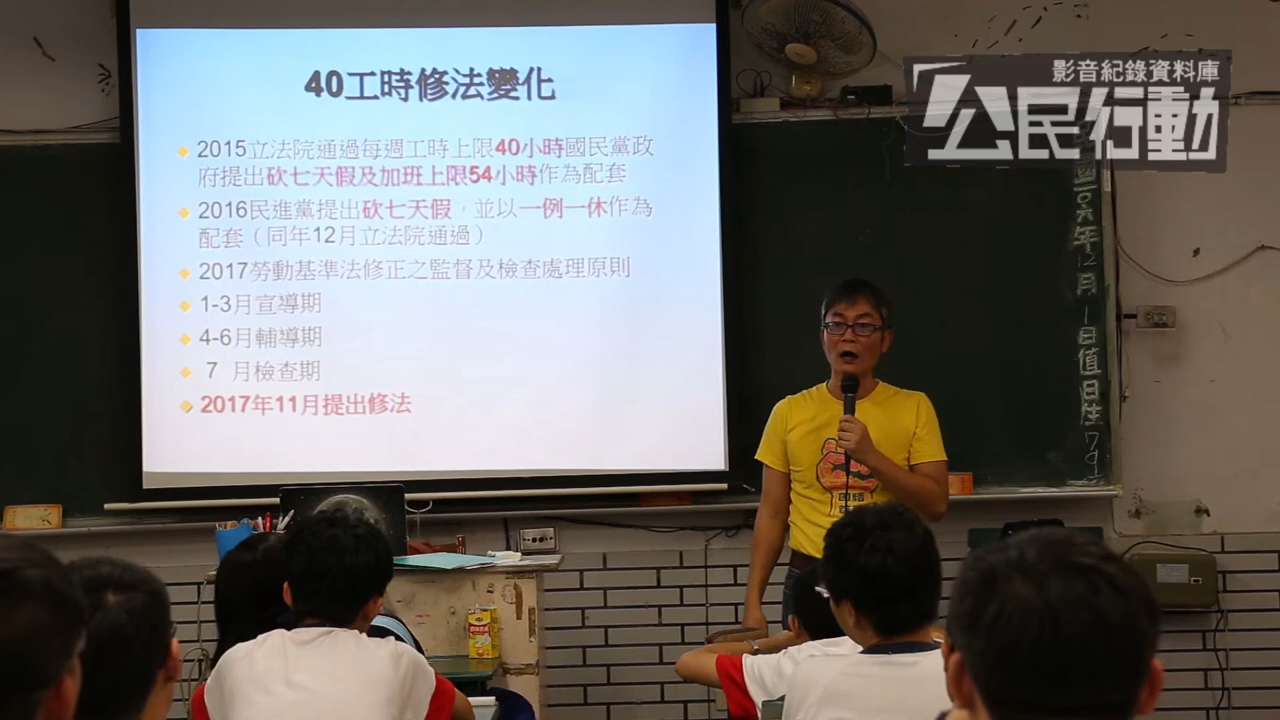 40工時修法變化
2015立法院通過每週工時上限40小時國民黨政
府提出砍七天假及加班上限54小時作為配套
2016民進黨提出砍七天假，並以一例一休作為
配套（同年12月立法院通過）
2017勞動基準法修正之監督及檢查處理原則
1-3月宣導期
4-6月輔導期
7 月檢查期
2017年11月提出修法
影音紀錄資料庫
公民行動
國一〇六年12月1日值日生
團結